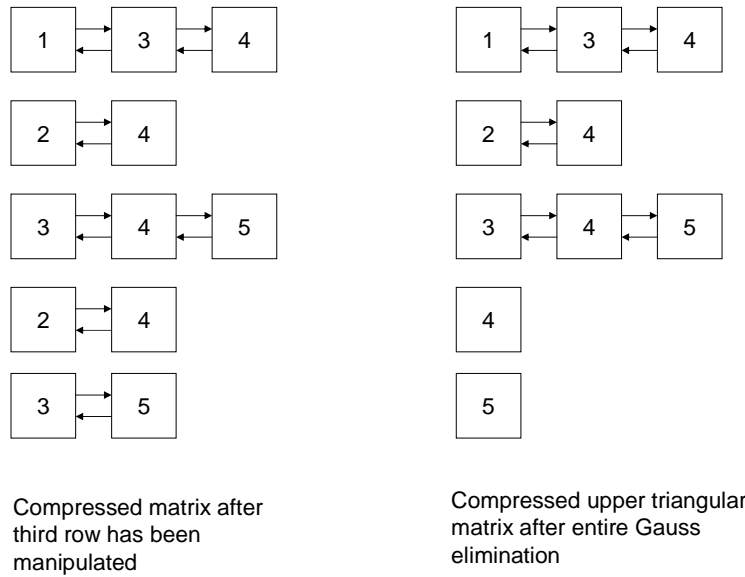 1 3 4 1 3 4
2 4 2 4
3 4 5 3 4 5
2 4 4
3 5 5
Compressed matrix after
third row has been
manipulated
Compressed upper triangular
matrix after entire Gauss
elimination